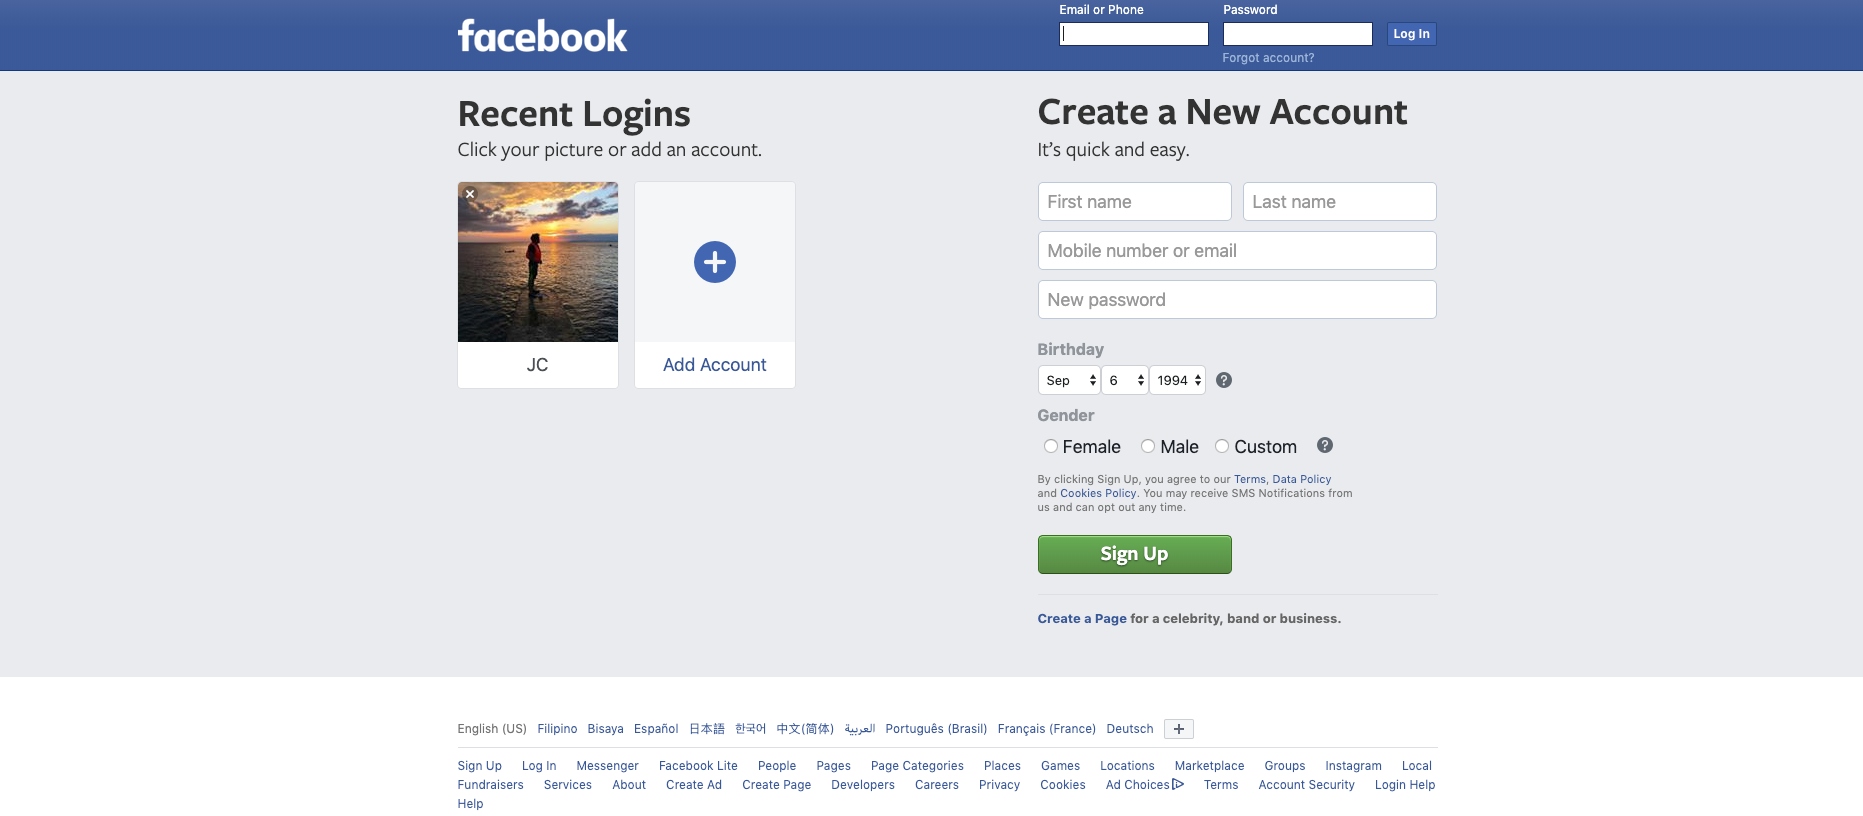 facebook
Email or Phone
Password
Log In
Forgot account?
Recent Logins
Click your picture or add an account.
JC
Add Account
Create a New Account
It's quick and easy.
First name
Last name
Mobile number or email
New password
Birthday
Sep 6 1994 ?
Gender
Female Male Custom ?
By clicking Sign Up, you agree to our Terms, Data Policy
and Cookies Policy. You may receive SMS Notifications from
us and can opt out any time.
Sign Up
Create a Page for a celebrity, band or business.
English (US) Filipino Bisaya Español 日本語 한국어 中文(简体) العربية Português (Brasil) Français (France) Deutsch +
Sign Up Log In Messenger Facebook Lite People Pages Page Categories Places Games Locations Marketplace Groups Instagram Local
Fundraisers Services About Create Ad Create Page Developers Careers Privacy Cookies Ad Choices Terms Account Security Login Help
Help